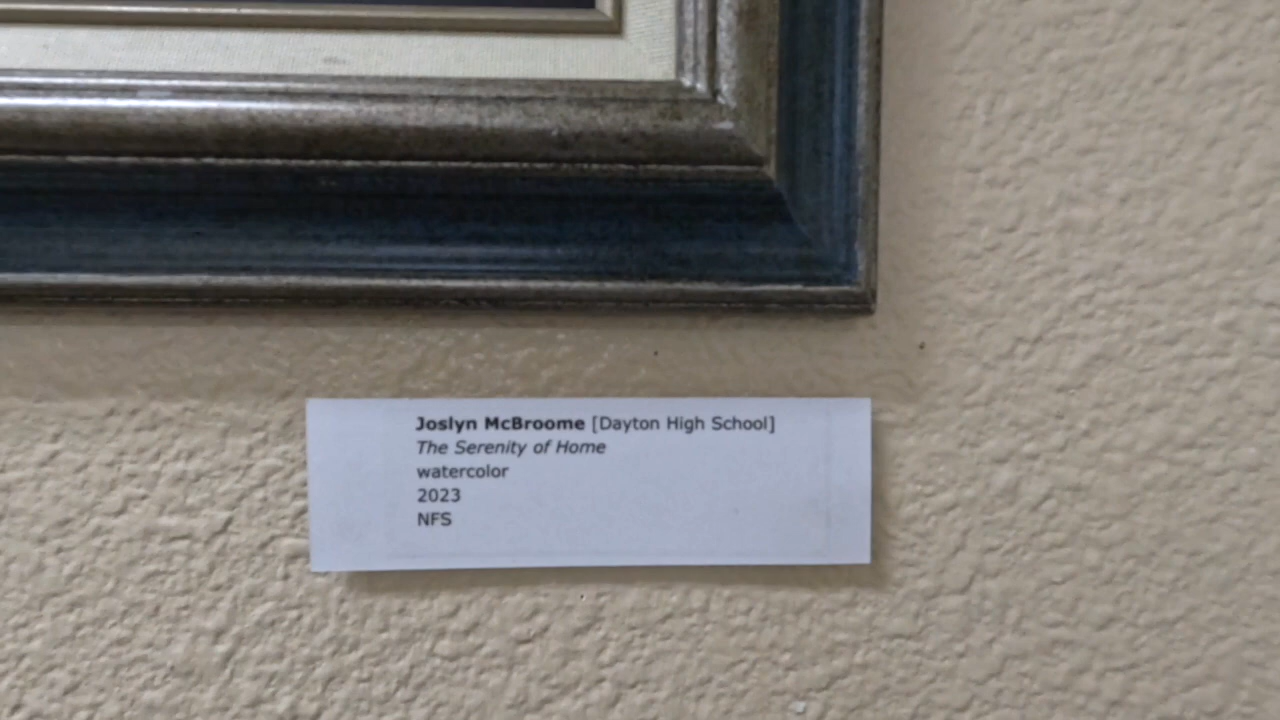 Joslyn McBroome [Dayton High School]
The Serenity of Home
watercolor
2023
NFS